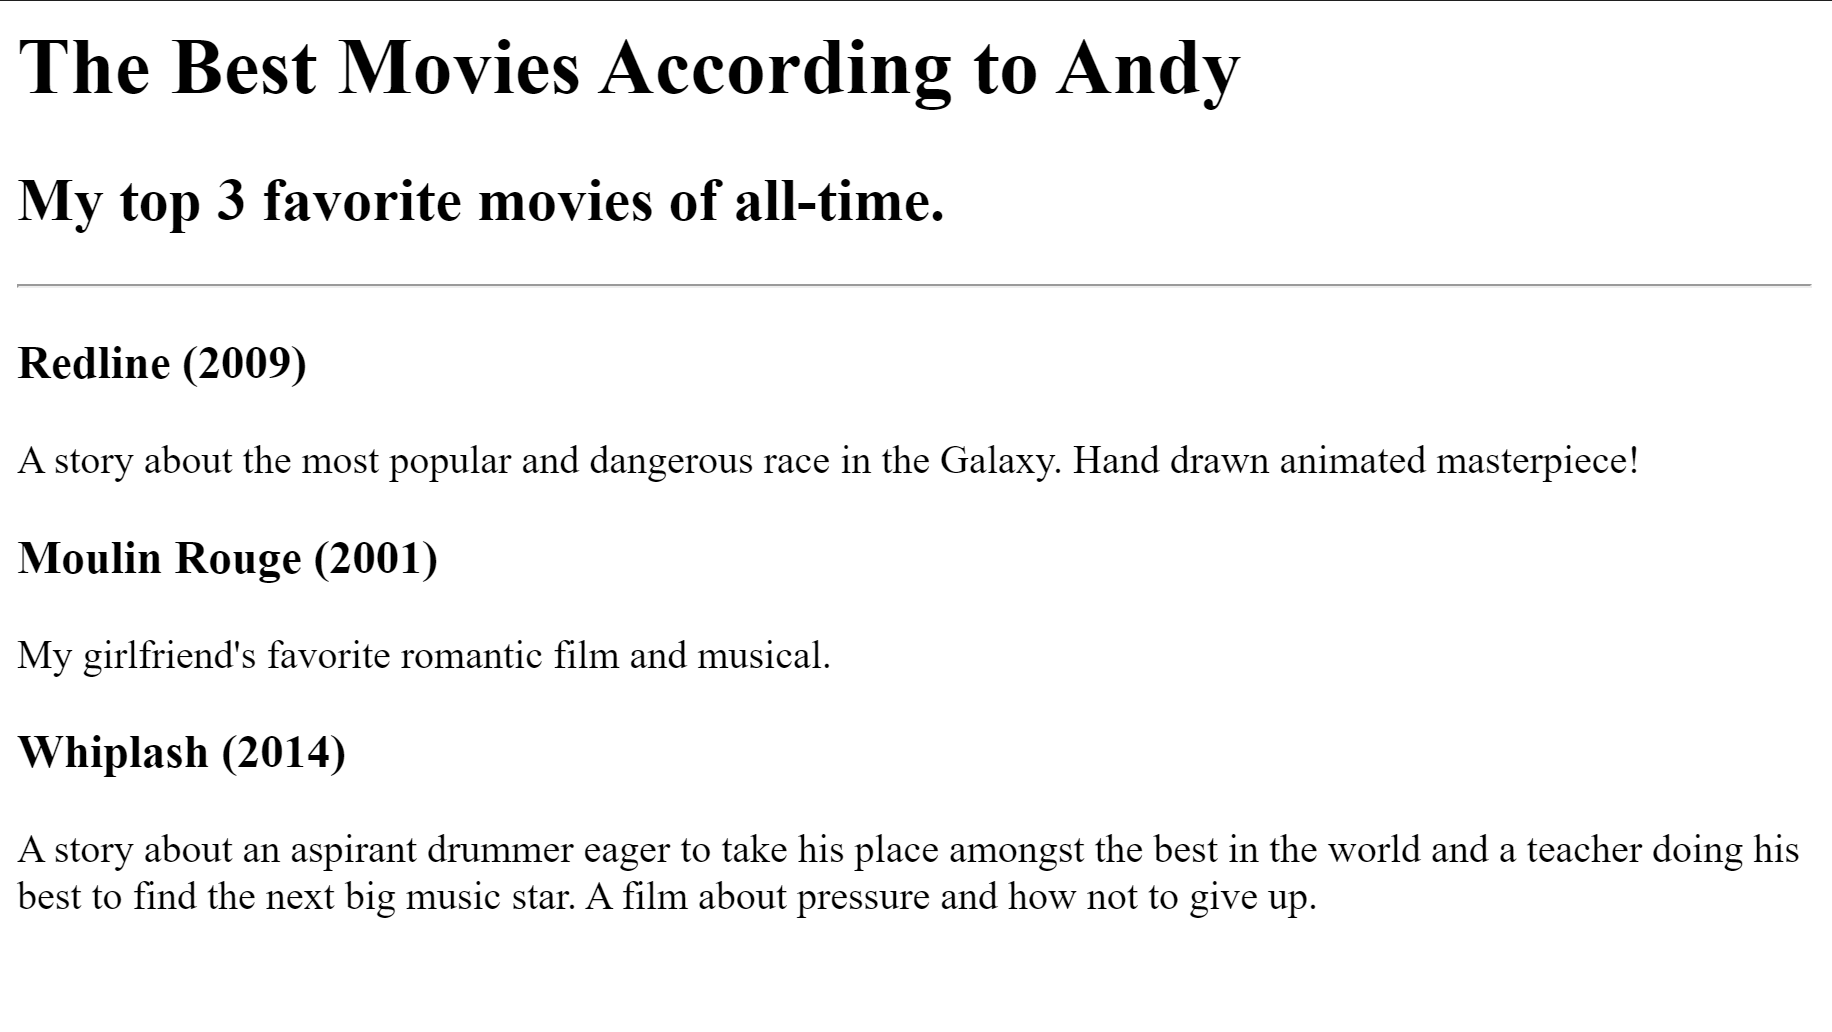 The Best Movies According to Andy
My top 3 favorite movies of all-time.
Redline (2009)
A story about the most popular and dangerous race in the Galaxy. Hand drawn animated masterpiece!
Moulin Rouge (2001)
My girlfriend's favorite romantic film and musical.
Whiplash (2014)
A story about an aspirant drummer eager to take his place amongst the best in the world and a teacher doing his
best to find the next big music star. A film about pressure and how not to give up.